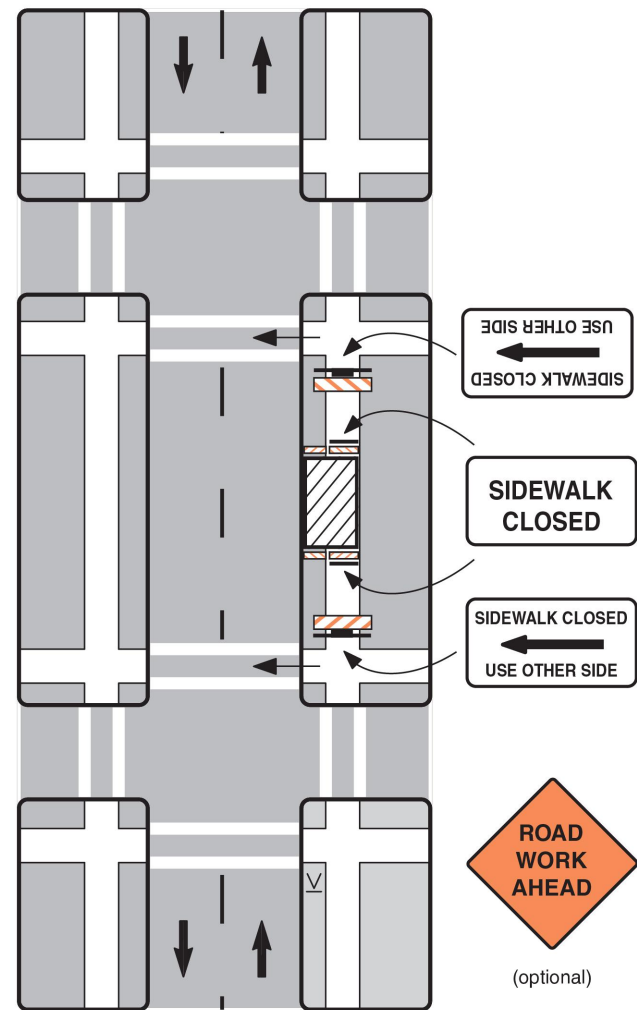 SIDEWALK CLOSED
USE OTHER SIDE
SIDEWALK
CLOSED
SIDEWALK CLOSED
USE OTHER SIDE
ROAD
WORK
AHEAD
(optional)